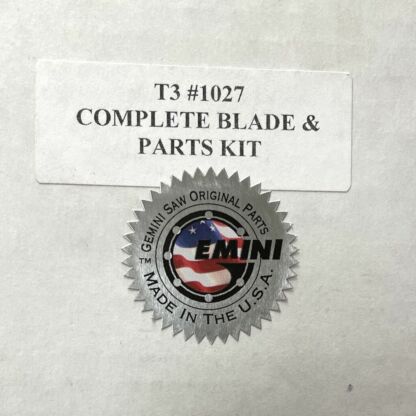 T3 #1027
COMPLETE BLADE &
PARTS KIT
GEMINI SAW ORIGINAL PARTS
EMINI
™ MADE IN THE U.S.A.